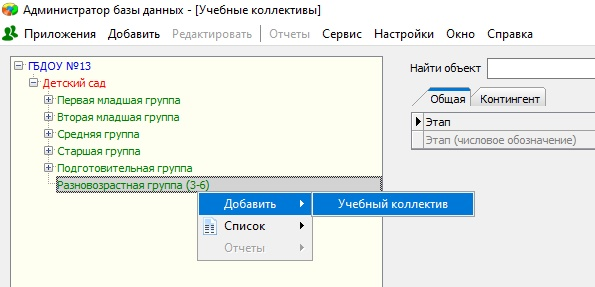 Администратор базы данных - [Учебные коллективы]
Приложения Добавить Редактировать Отчеты Сервис Настройки Окно Справка
ГБДОУ №13
Детский сад
Первая младшая группа
Вторая младшая группа
Средняя группа
Старшая группа
Подготовительная группа
Разновозрастная группа (3-6)
Добавить
Список
Отчеты
Учебный коллектив
Найти объект
Общая Контингент
Этап
Этап (числовое обозначение)